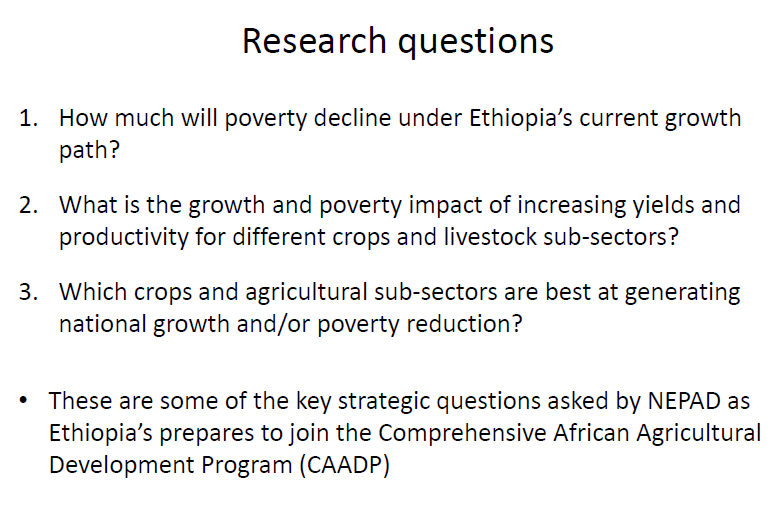 Research questions
1. How much will poverty decline under Ethiopia’s current growth
path?
2. What is the growth and poverty impact of increasing yields and
productivity for different crops and livestock sub-sectors?
3. Which crops and agricultural sub-sectors are best at generating
national growth and/or poverty reduction?
• These are some of the key strategic questions asked by NEPAD as
Ethiopia’s prepares to join the Comprehensive African Agricultural
Development Program (CAADP)